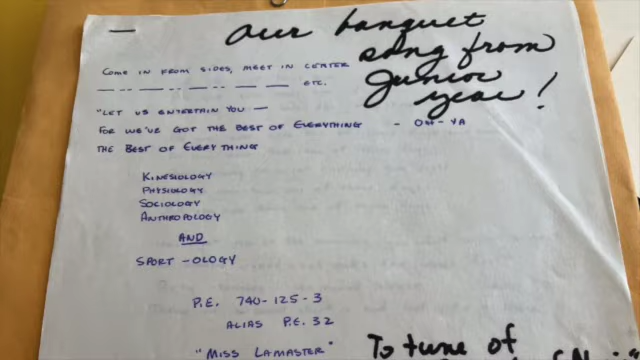 Our banquet
song from
Junior
year!
COME IN FROM SIDES, MEET IN CENTER
— — -- — -- — — ETC.
"LET US ENTERTAIN YOU —
FOR WE'VE GOT THE BEST OF EVERYTHING - OH-YA
THE BEST OF EVERYTHING
KINESIOLOGY
PHYSIOLOGY
SOCIOLOGY
ANTHROPOLOGY
AND
SPORT-OLOGY
P.E. 740-125-3
ALIAS P.E. 32
"MISS LAMASTER"
To tune of